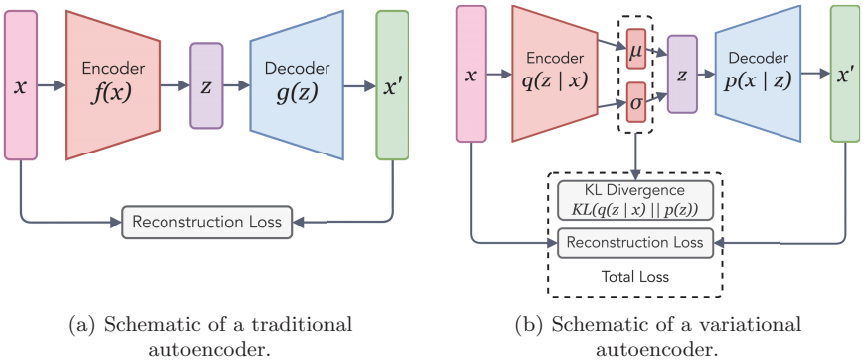 x
Encoder
f(x)
z
Decoder
g(z)
x'
Reconstruction Loss
(a) Schematic of a traditional
autoencoder.
x
Encoder
q(z | x)
μ
σ
z
Decoder
p(x | z)
x'
KL Divergence
KL(q(z | x) || p(z))
Reconstruction Loss
Total Loss
(b) Schematic of a variational
autoencoder.